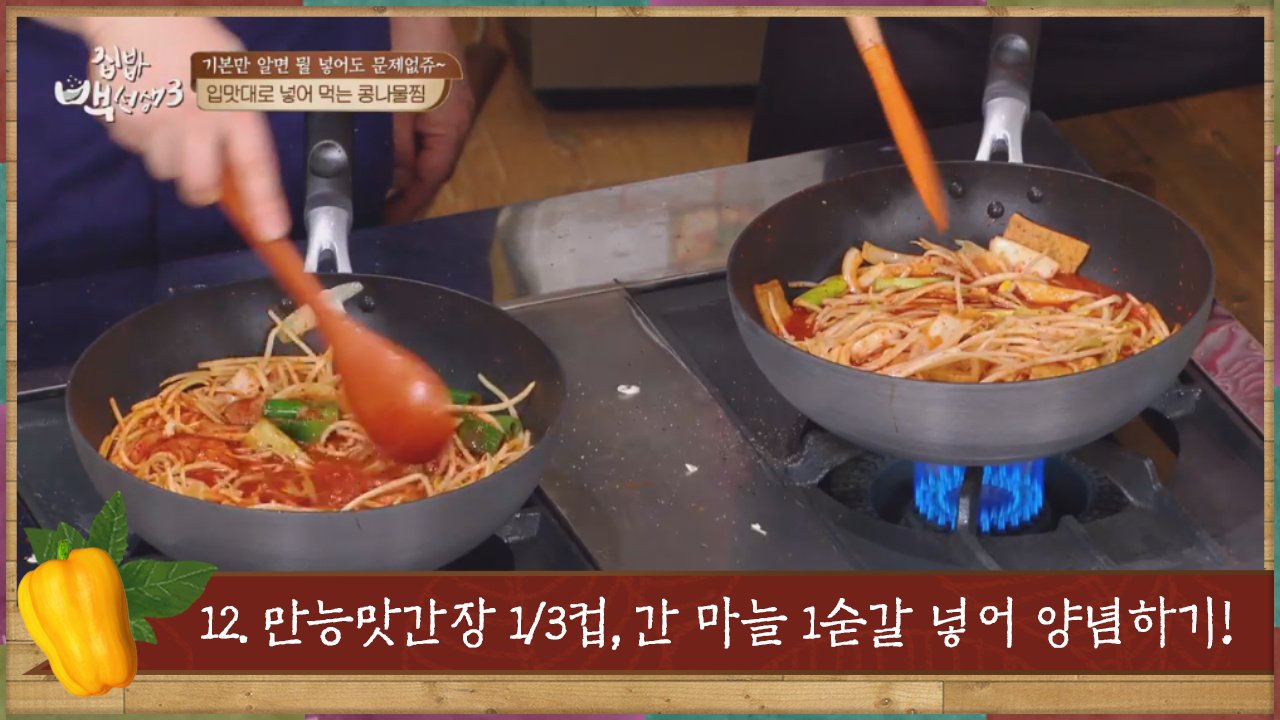 집밥
백선생3
기본만 알면 뭘 넣어도 문제없쥬~
입맛대로 넣어 먹는 콩나물찜
12. 만능맛간장 1/3컵, 간 마늘 1숟갈 넣어 양념하기!